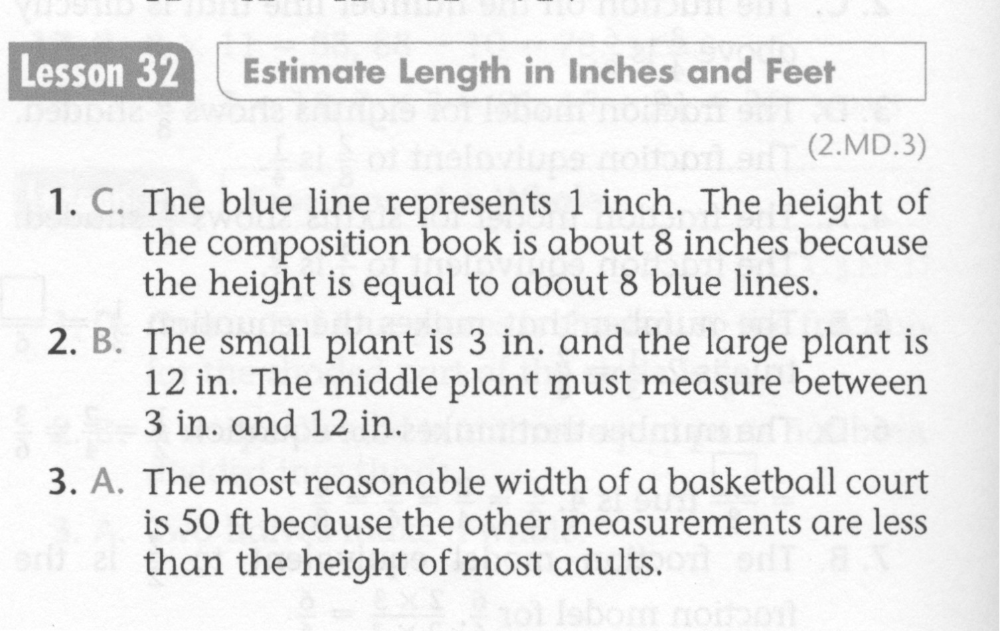 Lesson 32 Estimate Length in Inches and Feet
(2.MD.3)
1. C. The blue line represents 1 inch. The height of
the composition book is about 8 inches because
the height is equal to about 8 blue lines.
2. B. The small plant is 3 in. and the large plant is
12 in. The middle plant must measure between
3 in. and 12 in.
3. A. The most reasonable width of a basketball court
is 50 ft because the other measurements are less
than the height of most adults.